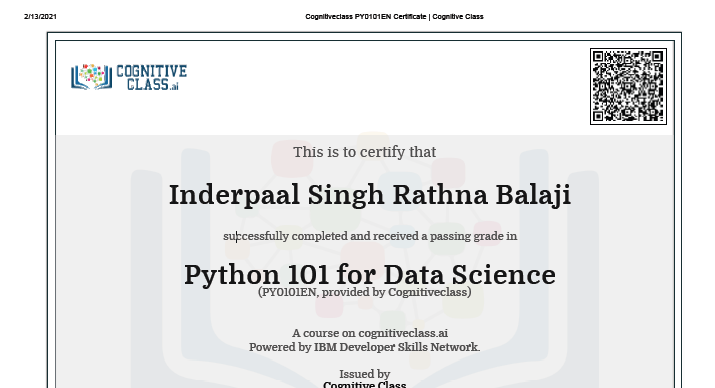 2/13/2021
Cognitiveclass PY0101EN Certificate | Cognitive Class
COGNITIVE
CLASS.ai
This is to certify that
Inderpaal Singh Rathna Balaji
successfully completed and received a passing grade in
Python 101 for Data Science
(PY0101EN, provided by Cognitiveclass)
A course on cognitiveclass.ai
Powered by IBM Developer Skills Network.
Issued by
Cognitive Class